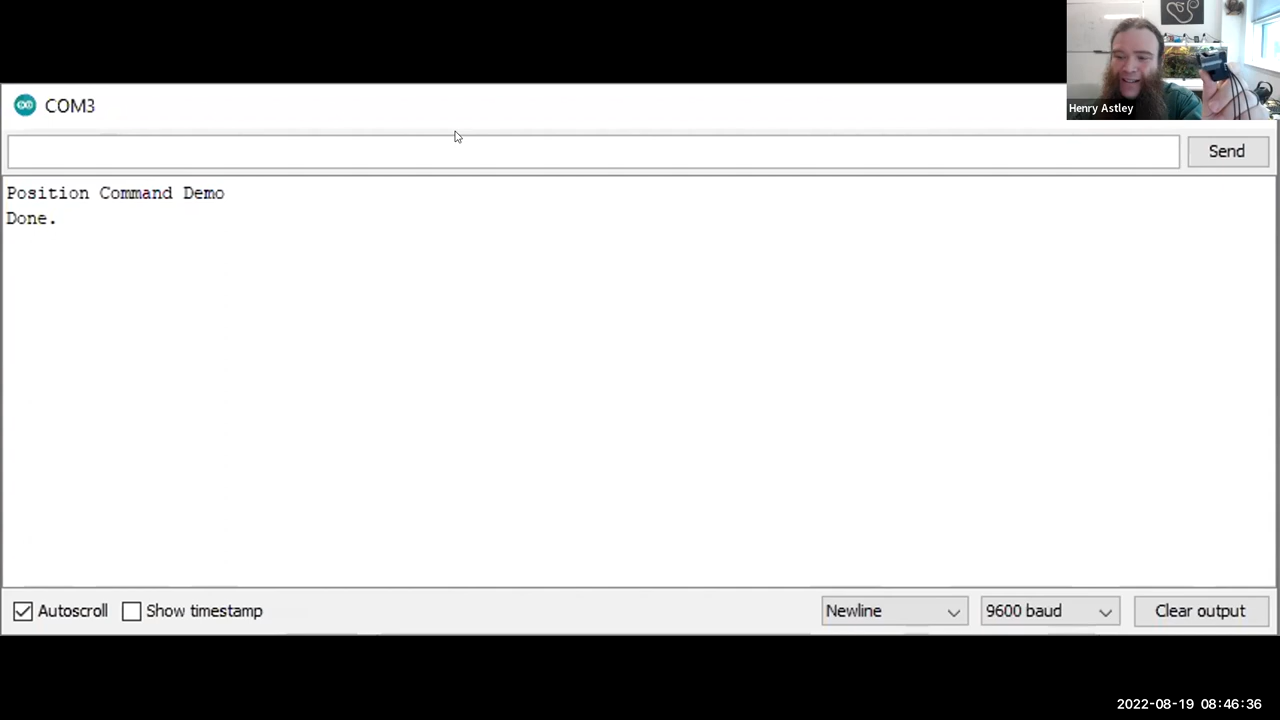 COM3
Henry Astley
Send
Position Command Demo
Done.
Autoscroll
Show timestamp
Newline
9600 baud
Clear output
2022-08-19 08:46:36